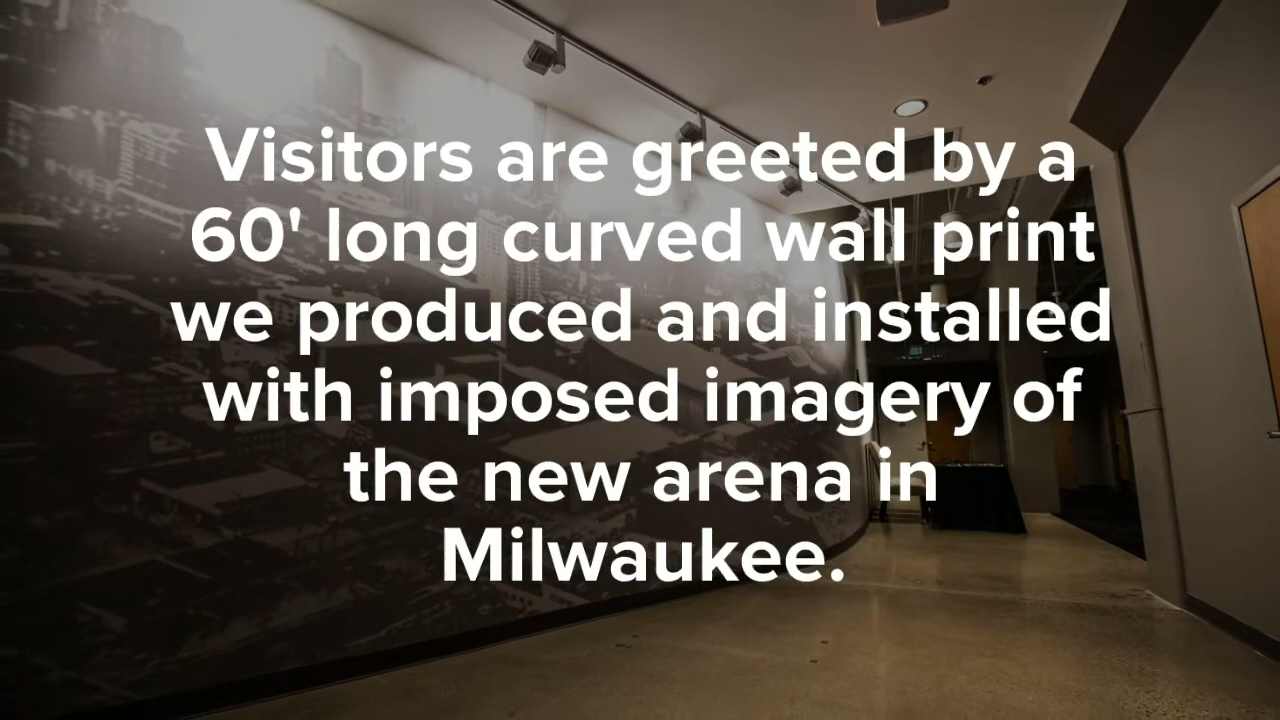 Visitors are greeted by a
60' long curved wall print
we produced and installed
with imposed imagery of
the new arena in
Milwaukee.